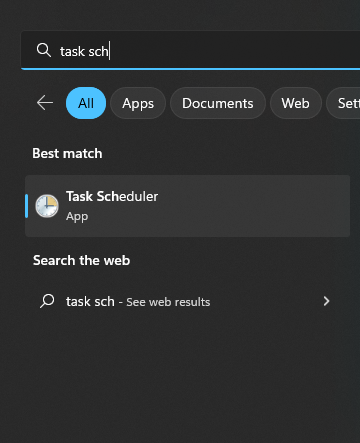 task sch
All Apps Documents Web Set
Best match
Task Scheduler
App
Search the web
task sch - See web results